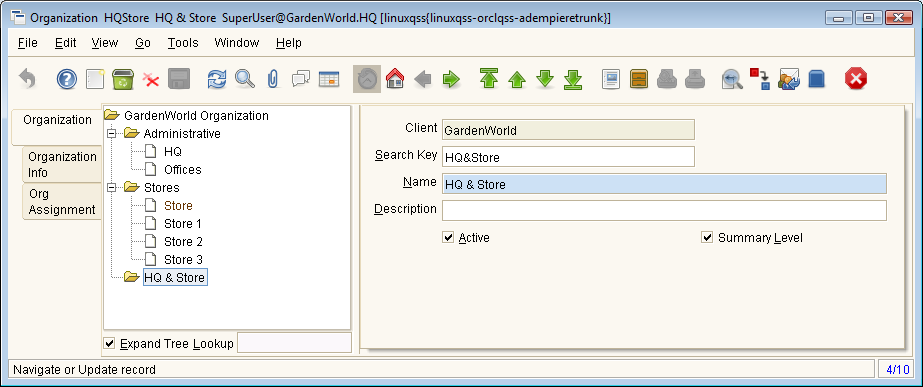 Organization HQStore HQ & Store SuperUser@GardenWorld.HQ [linuxqss{linuxqss-orclqss-adempieretrunk}]
File Edit View Go Tools Window Help
Organization
Organization
Info
Org
Assignment
GardenWorld Organization
Administrative
HQ
Offices
Stores
Store
Store 1
Store 2
Store 3
HQ & Store
Expand Tree Lookup
Client GardenWorld
Search Key HQ&Store
Name HQ & Store
Description
Active Summary Level
Navigate or Update record 4/10